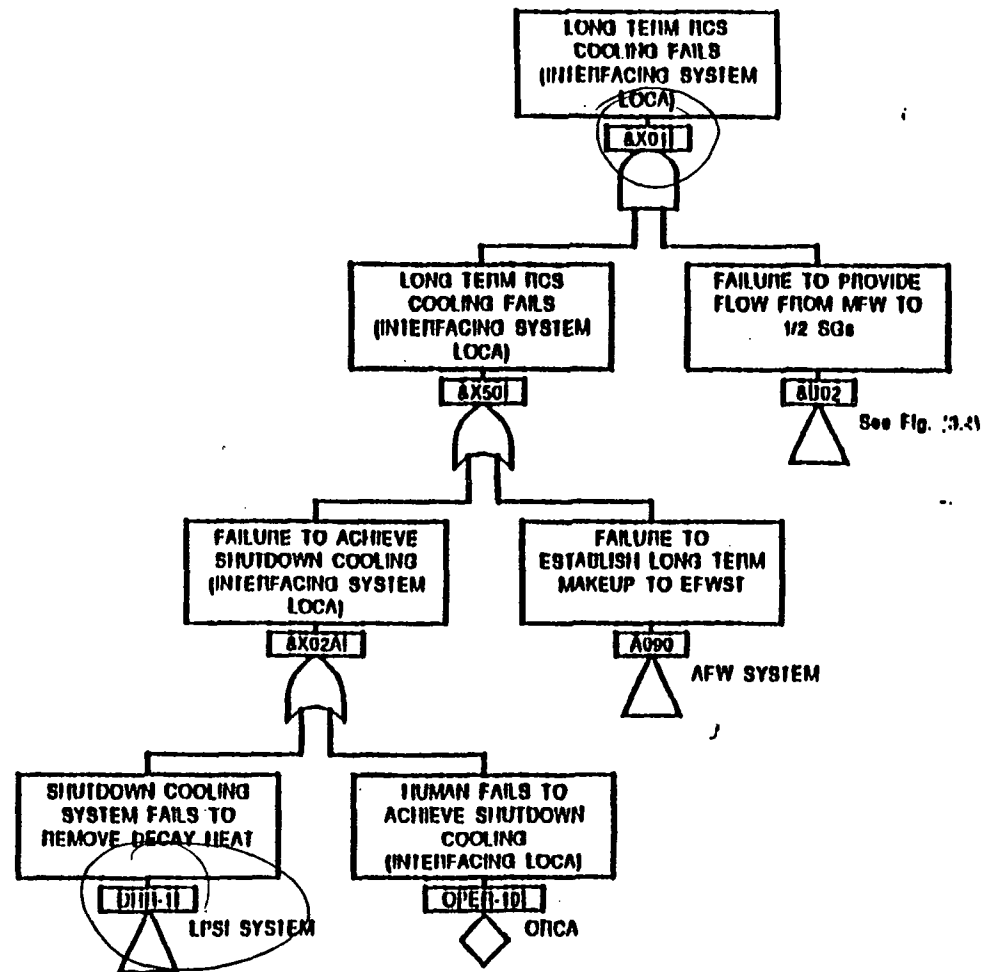 LONG TERM RCS
COOLING FAILS
(INTERFACING SYSTEM
LOCA)
&X01
LONG TERM RCS
COOLING FAILS
(INTERFACING SYSTEM
LOCA)
&X50
FAILURE TO PROVIDE
FLOW FROM MFW TO
1/2 SGs
&U02
See Fig.
FAILURE TO ACHIEVE
SHUTDOWN COOLING
(INTERFACING SYSTEM
LOCA)
&X02AI
FAILURE TO
ESTABLISH LONG TERM
MAKEUP TO EFWST
A090
AFW SYSTEM
SHUTDOWN COOLING
SYSTEM FAILS TO
REMOVE DECAY HEAT
LPSI SYSTEM
HUMAN FAILS TO
ACHIEVE SHUTDOWN
COOLING
(INTERFACING LOCA)
OPER-10